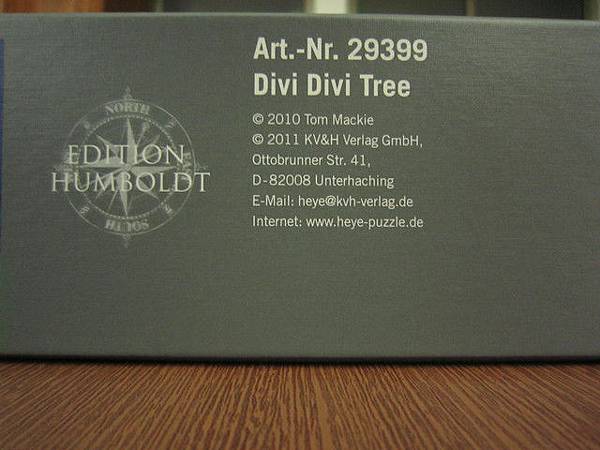 NORTH
EDITION
HUMBOLDT
SOUTH
Art.-Nr. 29399
Divi Divi Tree
© 2010 Tom Mackie
© 2011 KV&H Verlag GmbH,
Ottobrunner Str. 41,
D-82008 Unterhaching
E-Mail: heye@kvh-verlag.de
Internet: www.heye-puzzle.de